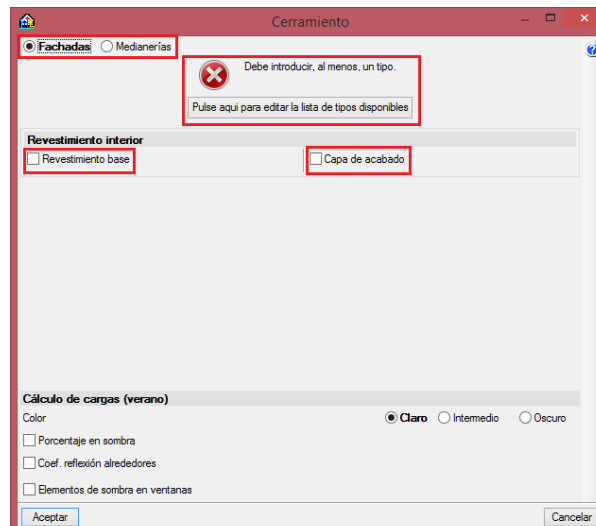 Cerramiento
Fachadas Medianerías
Debe introducir, al menos, un tipo.
Pulse aqui para editar la lista de tipos disponibles
Revestimiento interior
Revestimiento base Capa de acabado
Cálculo de cargas (verano)
Color Claro Intermedio Oscuro
Porcentaje en sombra
Coef. reflexión alrededores
Elementos de sombra en ventanas
Aceptar Cancelar